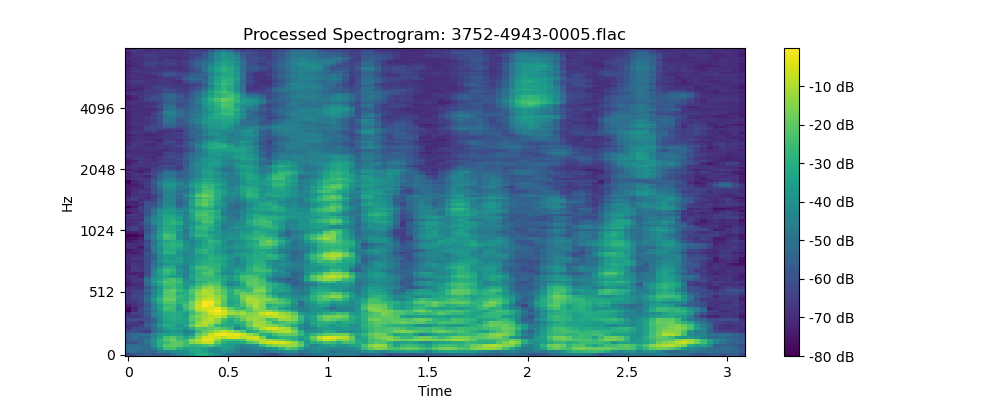 Processed Spectrogram: 3752-4943-0005.flac
4096
2048
1024
512
0
Hz
0
0.5
1
1.5
2
2.5
3
Time
-10 dB
-20 dB
-30 dB
-40 dB
-50 dB
-60 dB
-70 dB
-80 dB